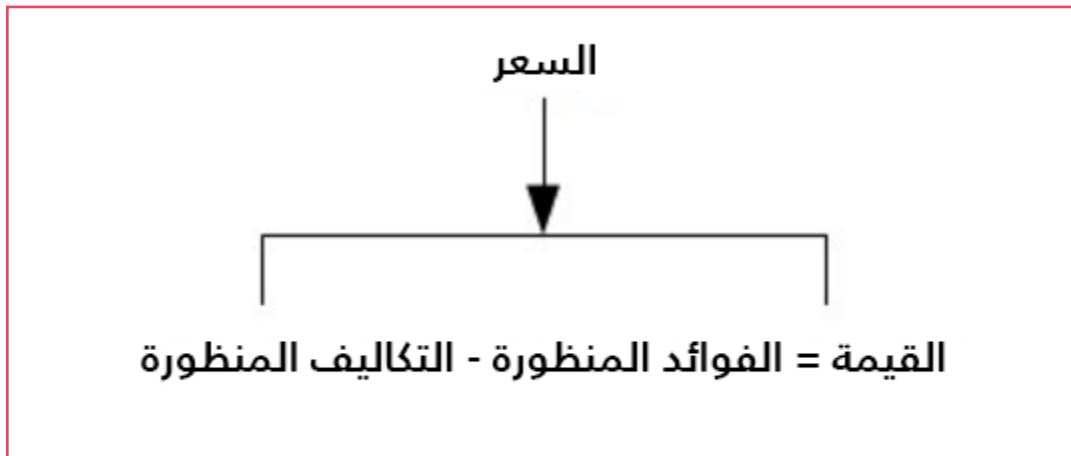 السعر
القيمة = الفوائد المنظورة - التكاليف المنظورة